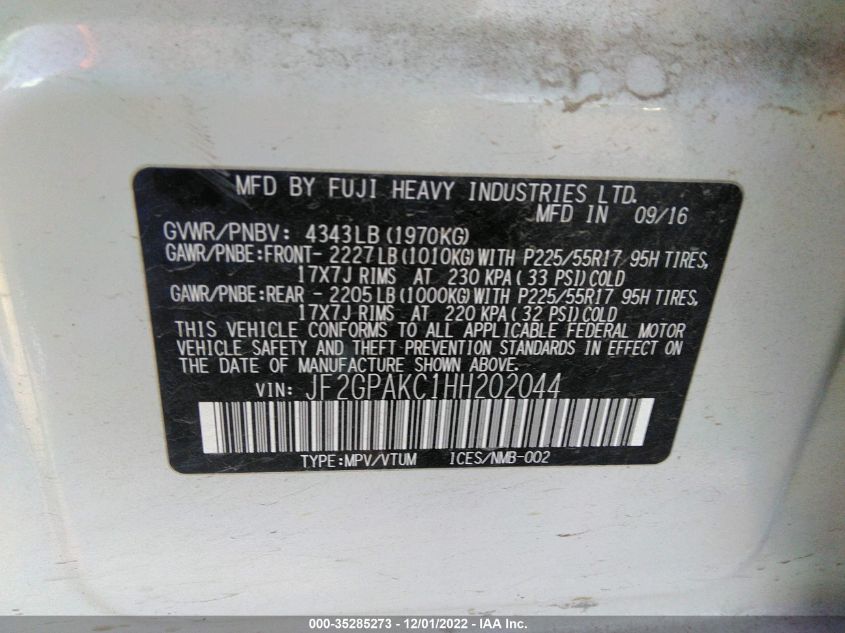 MFD BY FUJI HEAVY INDUSTRIES LTD.
MFD IN 09/16
GVWR/PNBV: 4343LB (1970KG)
GAWR/PNBE:FRONT- 2227LB (1010KG) WITH P225/55R17 95H TIRES,
17X7J RIMS AT 230 KPA ( 33 PSI) COLD
GAWR/PNBE:REAR - 2205LB (1000KG) WITH P225/55R17 95H TIRES,
17X7J RIMS AT 220 KPA ( 32 PSI) COLD
THIS VEHICLE CONFORMS TO ALL APPLICABLE FEDERAL MOTOR
VEHICLE SAFETY AND THEFT PREVENTION STANDARDS IN EFFECT ON
THE DATE OF MANUFACTURE SHOWN ABOVE.
VIN: JF2GPAKC1HH202044
TYPE:MPV/VTUM ICES/NMB-002
000-35285273 - 12/01/2022 - IAA Inc.